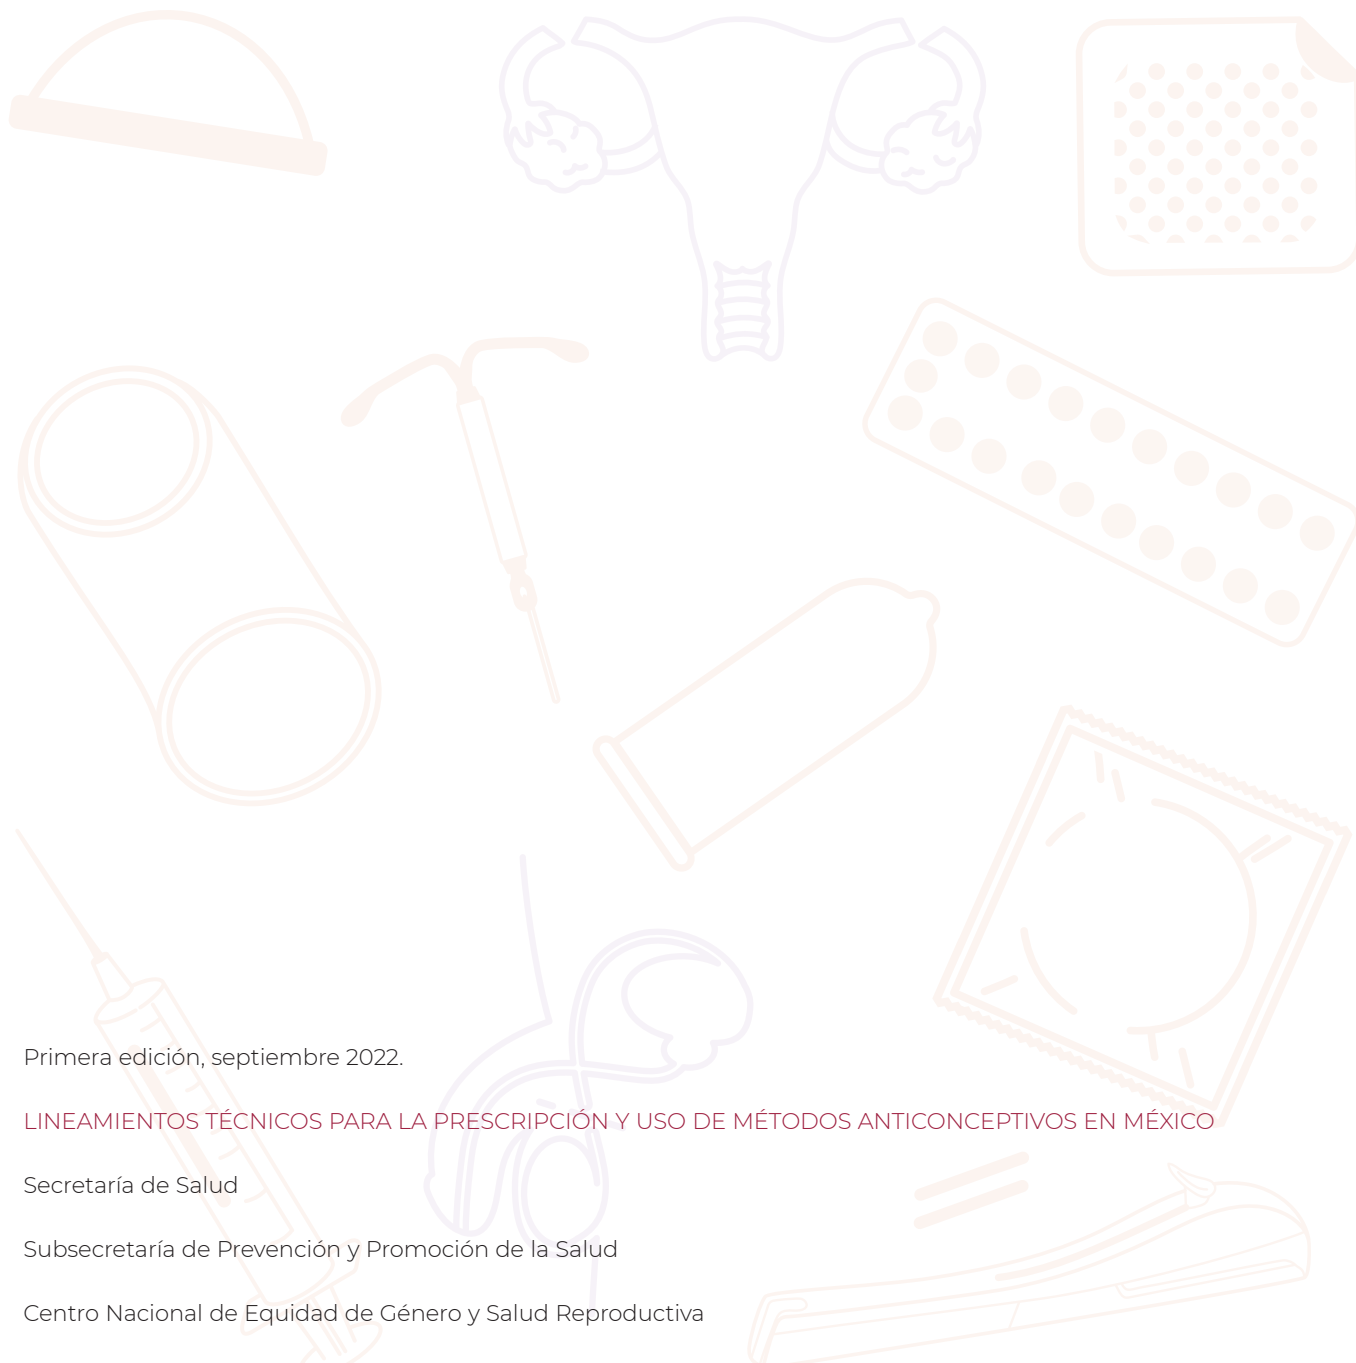 Primera edición, septiembre 2022.
LINEAMIENTOS TÉCNICOS PARA LA PRESCRIPCIÓN Y USO DE MÉTODOS ANTICONCEPTIVOS EN MÉXICO
Secretaría de Salud
Subsecretaría de Prevención y Promoción de la Salud
Centro Nacional de Equidad de Género y Salud Reproductiva